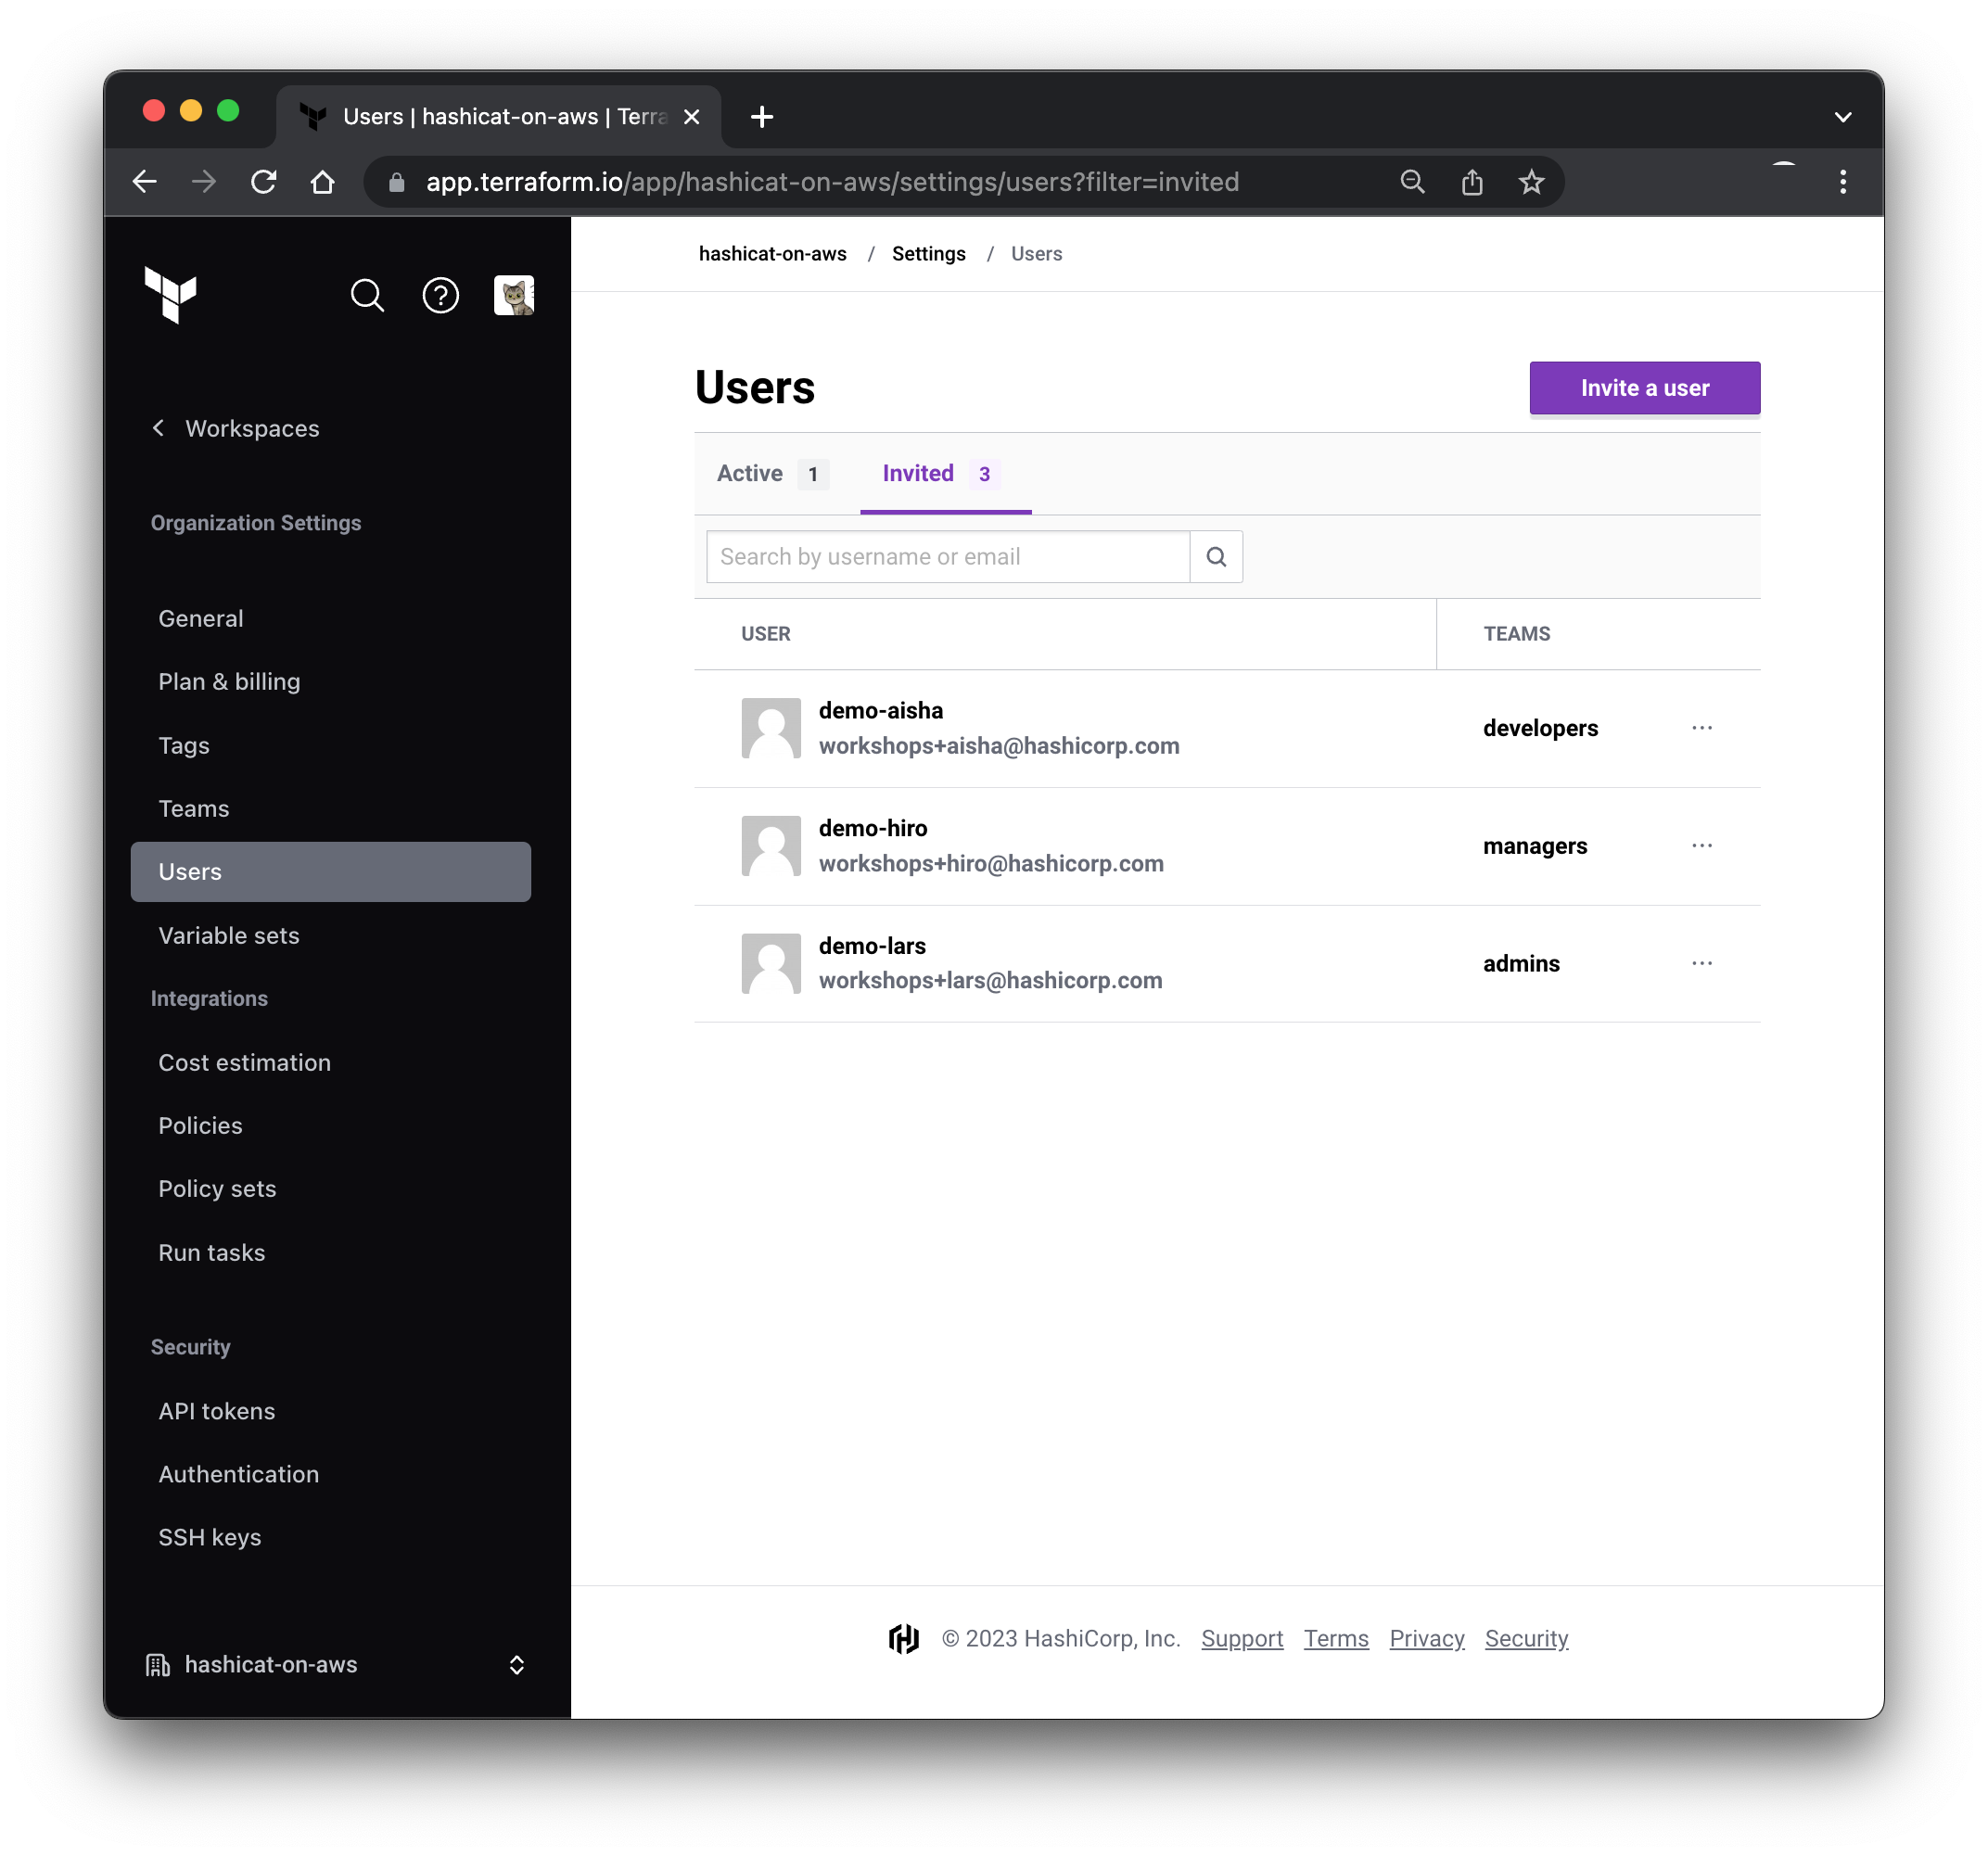 Users | hashicat-on-aws | Terra
app.terraform.io/app/hashicat-on-aws/settings/users?filter=invited
Workspaces
Organization Settings
General
Plan & billing
Tags
Teams
Users
Variable sets
Integrations
Cost estimation
Policies
Policy sets
Run tasks
Security
API tokens
Authentication
SSH keys
hashicat-on-aws
hashicat-on-aws / Settings / Users
Users
Invite a user
Active 1 Invited 3
Search by username or email
USER TEAMS
demo-aisha
workshops+aisha@hashicorp.com
developers
demo-hiro
workshops+hiro@hashicorp.com
managers
demo-lars
workshops+lars@hashicorp.com
admins
© 2023 HashiCorp, Inc. Support Terms Privacy Security